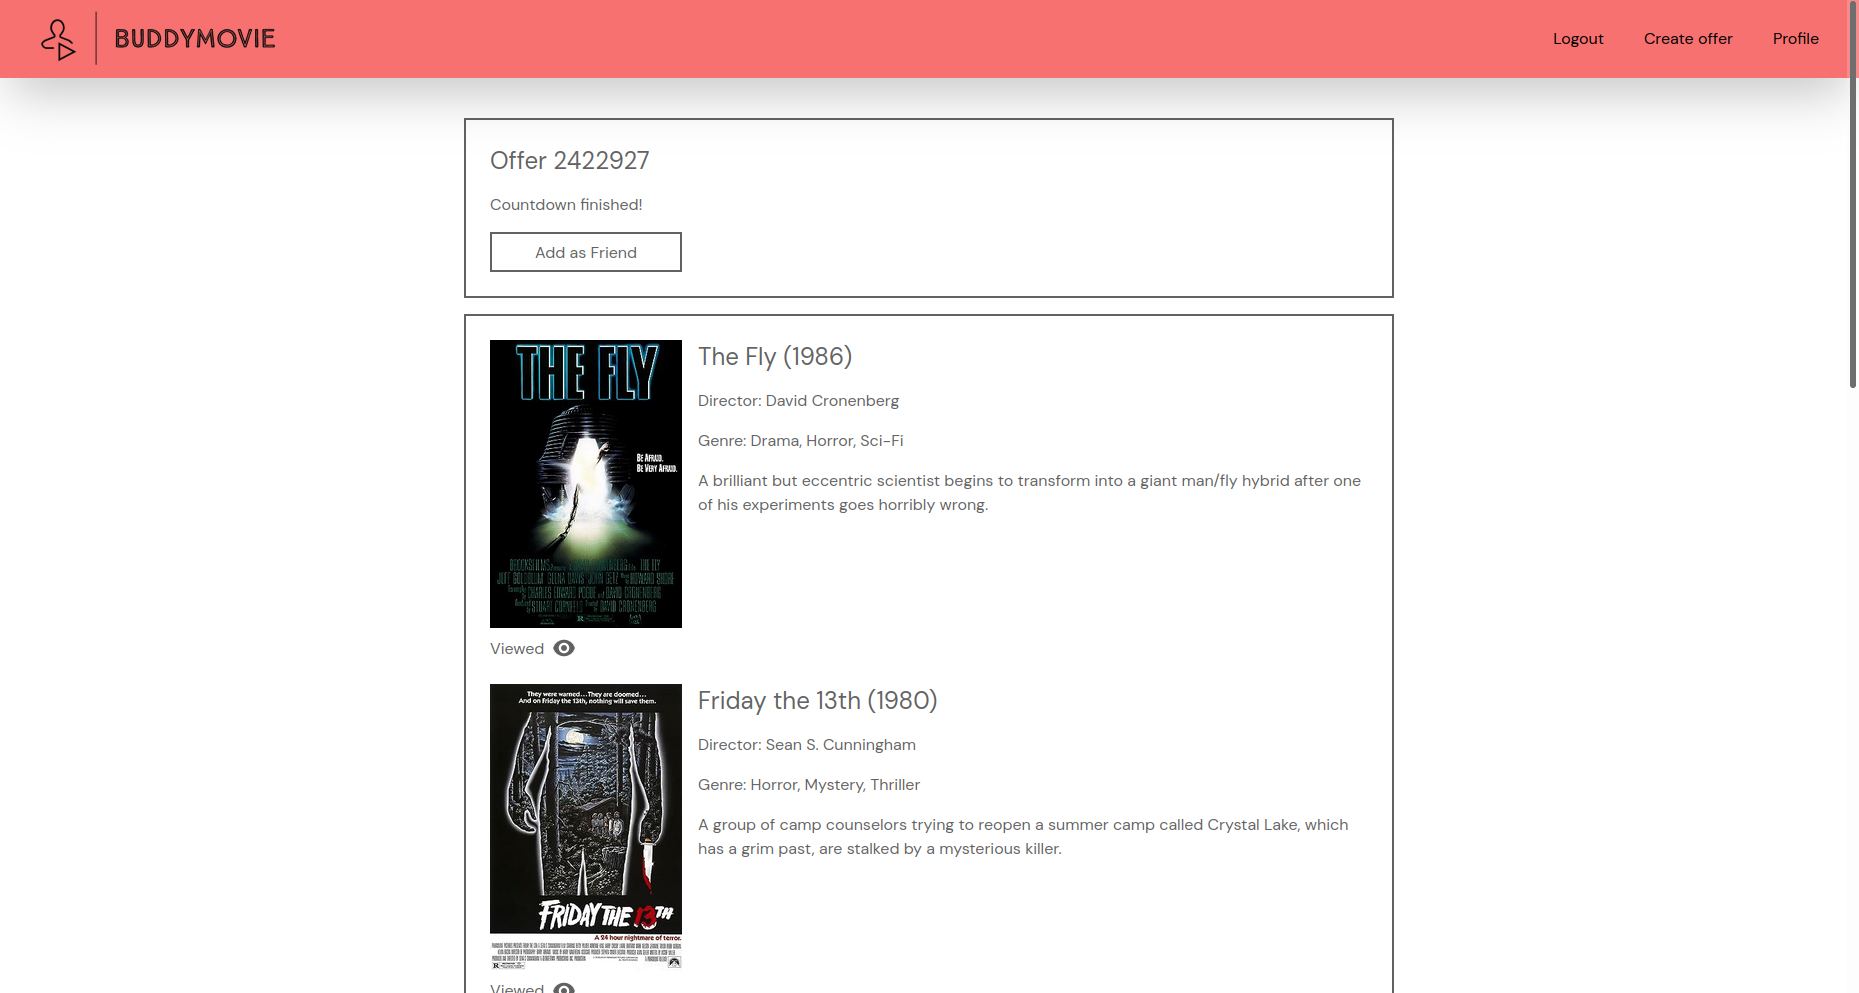 BUDDYMOVIE
Logout
Create offer
Profile
Offer 2422927
Countdown finished!
Add as Friend
THE FLY
BE AFRAID.
BE VERY AFRAID.
The Fly (1986)
Director: David Cronenberg
Genre: Drama, Horror, Sci-Fi
A brilliant but eccentric scientist begins to transform into a giant man/fly hybrid after one
of his experiments goes horribly wrong.
Viewed
They were warned...They are doomed...
And on Friday the 13th, nothing will save them.
FRIDAY THE 13TH
A 24 hour nightmare of terror.
Friday the 13th (1980)
Director: Sean S. Cunningham
Genre: Horror, Mystery, Thriller
A group of camp counselors trying to reopen a summer camp called Crystal Lake, which
has a grim past, are stalked by a mysterious killer.
Viewed